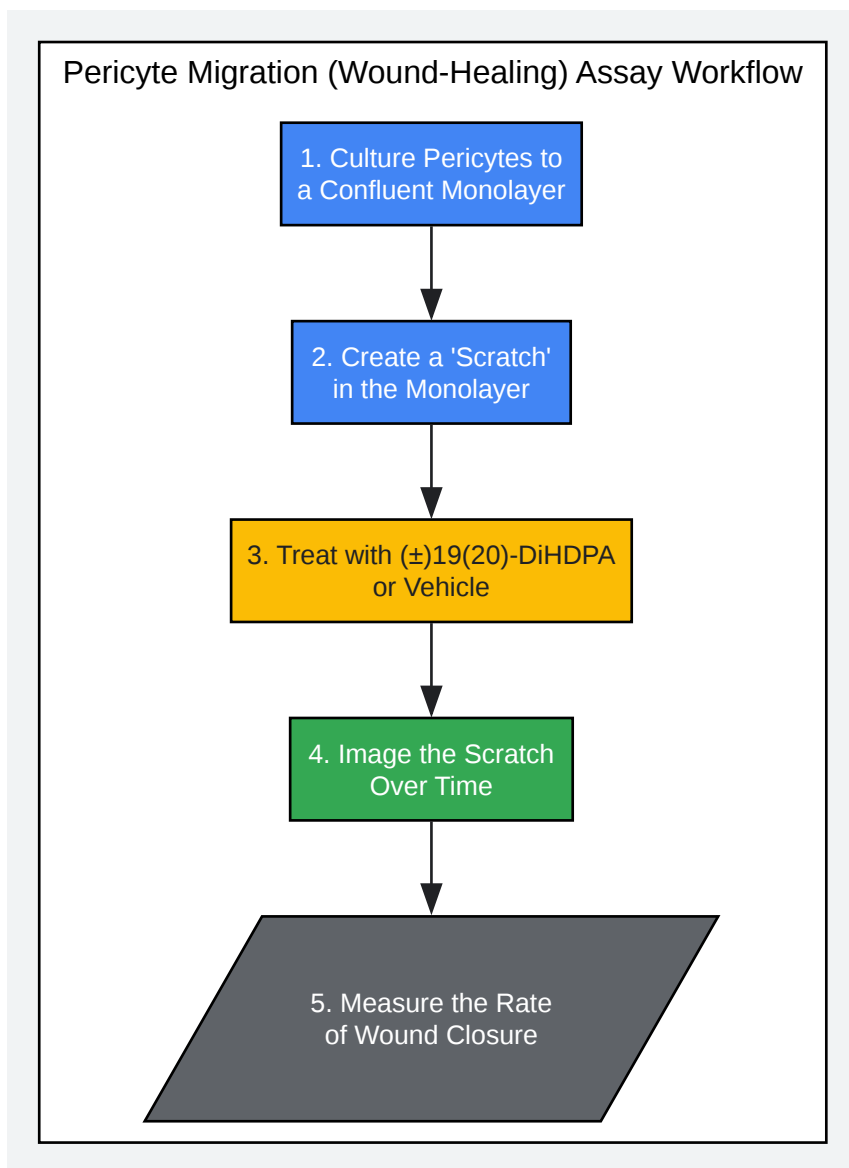 Pericyte Migration (Wound-Healing) Assay Workflow
1. Culture Pericytes to
a Confluent Monolayer
2. Create a 'Scratch'
in the Monolayer
3. Treat with (±)19(20)-DiHDPA
or Vehicle
4. Image the Scratch
Over Time
5. Measure the Rate
of Wound Closure